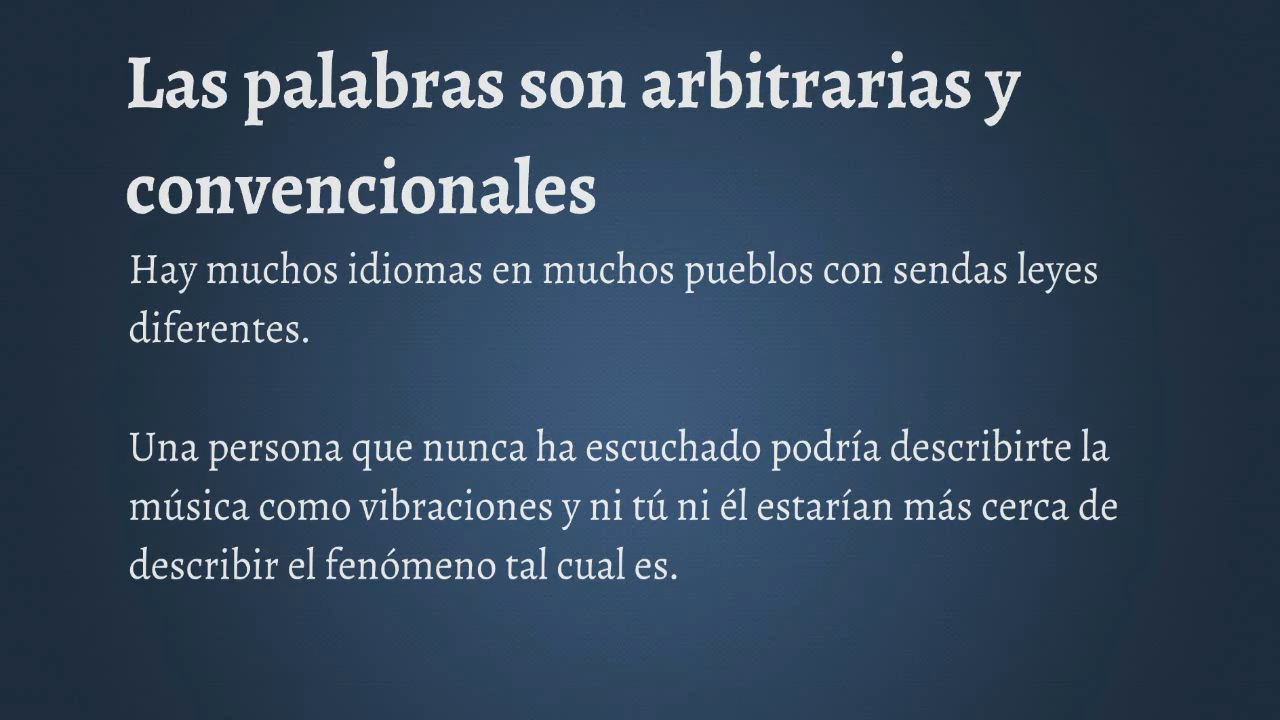 Las palabras son arbitrarias y
convencionales
Hay muchos idiomas en muchos pueblos con sendas leyes
diferentes.
Una persona que nunca ha escuchado podría describirte la
música como vibraciones y ni tú ni él estarían más cerca de
describir el fenómeno tal cual es.